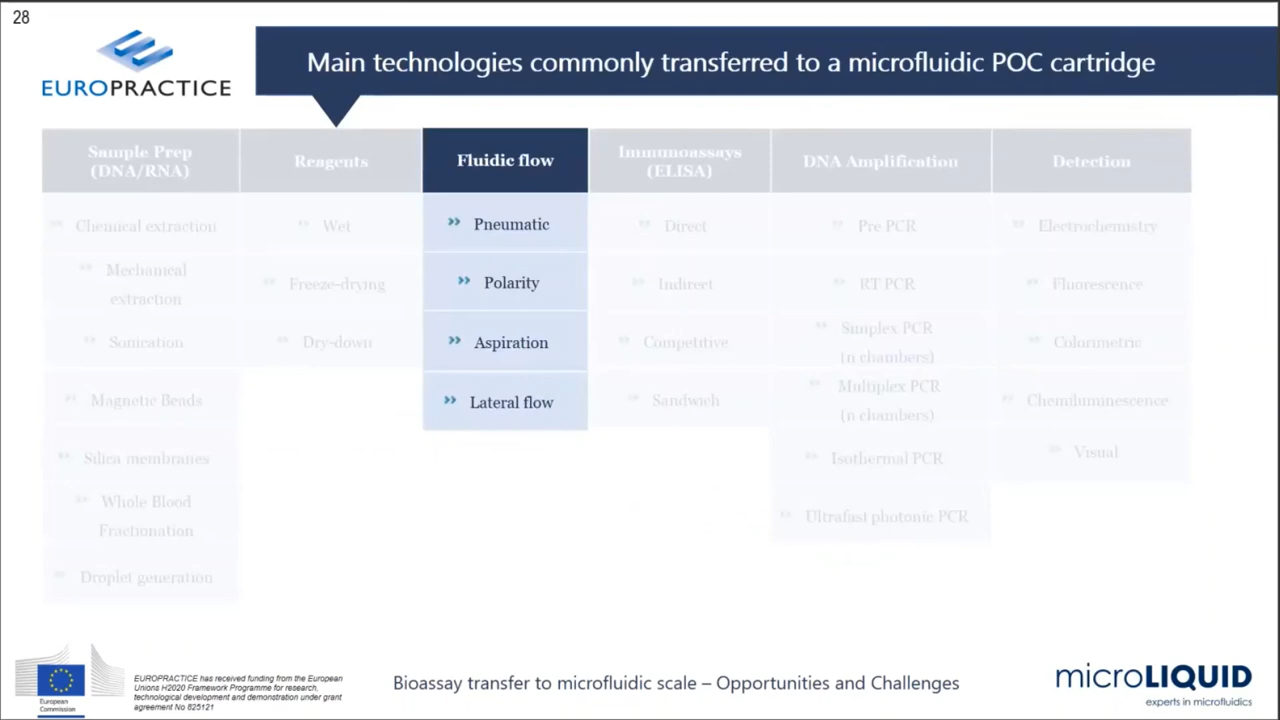 28
EUROPRACTICE
Main technologies commonly transferred to a microfluidic POC cartridge
Sample Prep
(DNA/RNA)
Reagents
Fluidic flow
Immunoassays
(ELISA)
DNA Amplification
Detection
Chemical extraction
Wet
Pneumatic
Direct
Pre PCR
Electrochemistry
Mechanical
extraction
Freeze-drying
Polarity
Indirect
RT PCR
Fluorescence
Sonication
Dry-down
Aspiration
Competitive
Simplex PCR
(n chambers)
Colorimetric
Magnetic Beads
Lateral flow
Sandwich
Multiplex PCR
(n chambers)
Chemiluminescence
Silica membranes
Isothermal PCR
Visual
Whole Blood
Fractionation
Ultrafast photonic PCR
Droplet generation
European
Commission
EUROPRACTICE has received funding from the European
Unions H2020 Framework Programme for research,
technological development and demonstration under grant
agreement No 825121
Bioassay transfer to microfluidic scale – Opportunities and Challenges
microLIQUID
experts in microfluidics